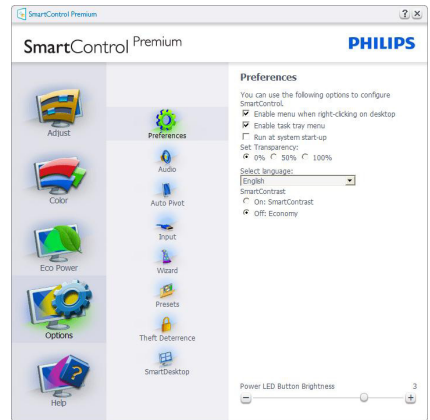 SmartControl Premium
? ×
SmartControl Premium
PHILIPS
Adjust
Color
Eco Power
Options
Help
Preferences
Audio
Auto Pivot
Input
Wizard
Presets
Theft Deterrence
SmartDesktop
Preferences
You can use the following options to configure
SmartControl.
Enable menu when right-clicking on desktop
Enable task tray menu
Run at system start-up
Set Transparency:
0% 50% 100%
Select language:
English
SmartContrast
On: SmartContrast
Off: Economy
Power LED Button Brightness 3